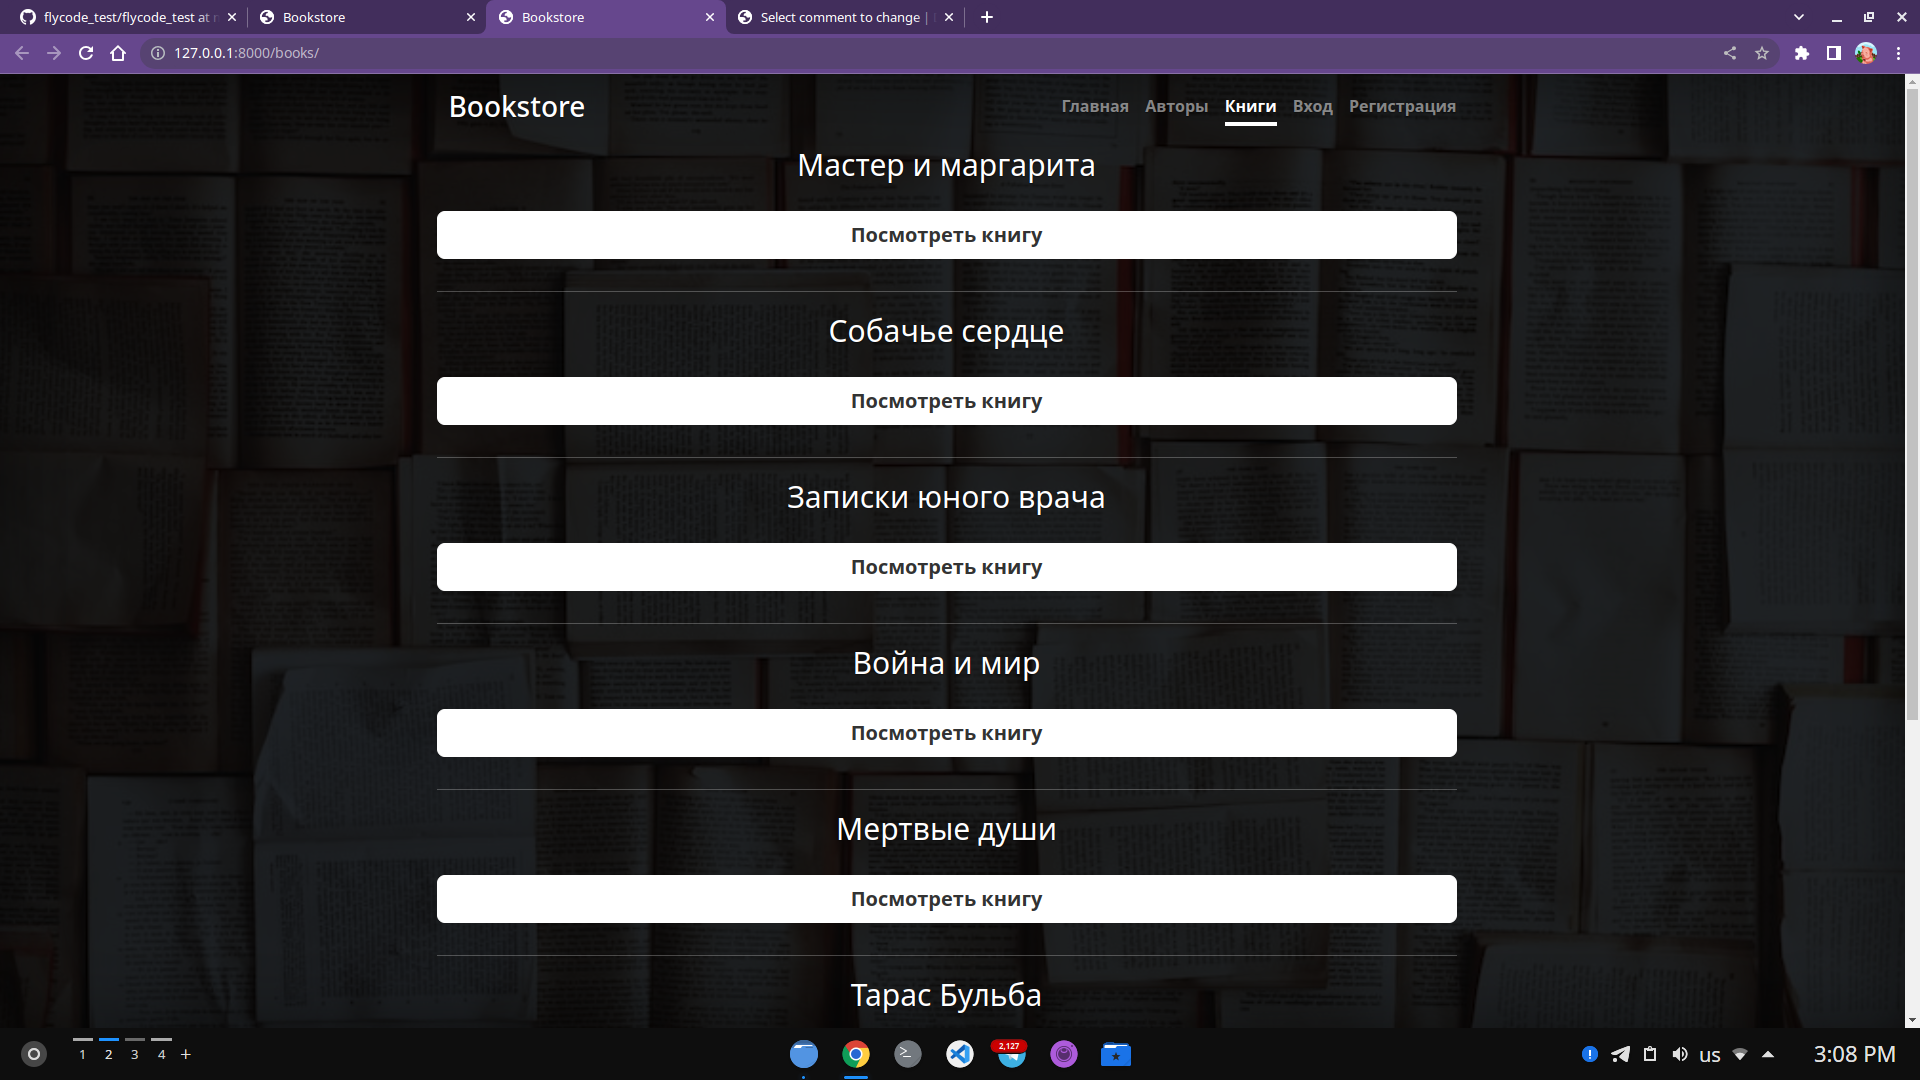 flycode_test/flycode_test at
Bookstore
Bookstore
Select comment to change |
127.0.0.1:8000/books/
Bookstore
Главная Авторы Книги Вход Регистрация
Мастер и маргарита
Посмотреть книгу
Собачье сердце
Посмотреть книгу
Записки юного врача
Посмотреть книгу
Война и мир
Посмотреть книгу
Мертвые души
Посмотреть книгу
Тарас Бульба
1 2 3 4 +
2,127
us
3:08 PM